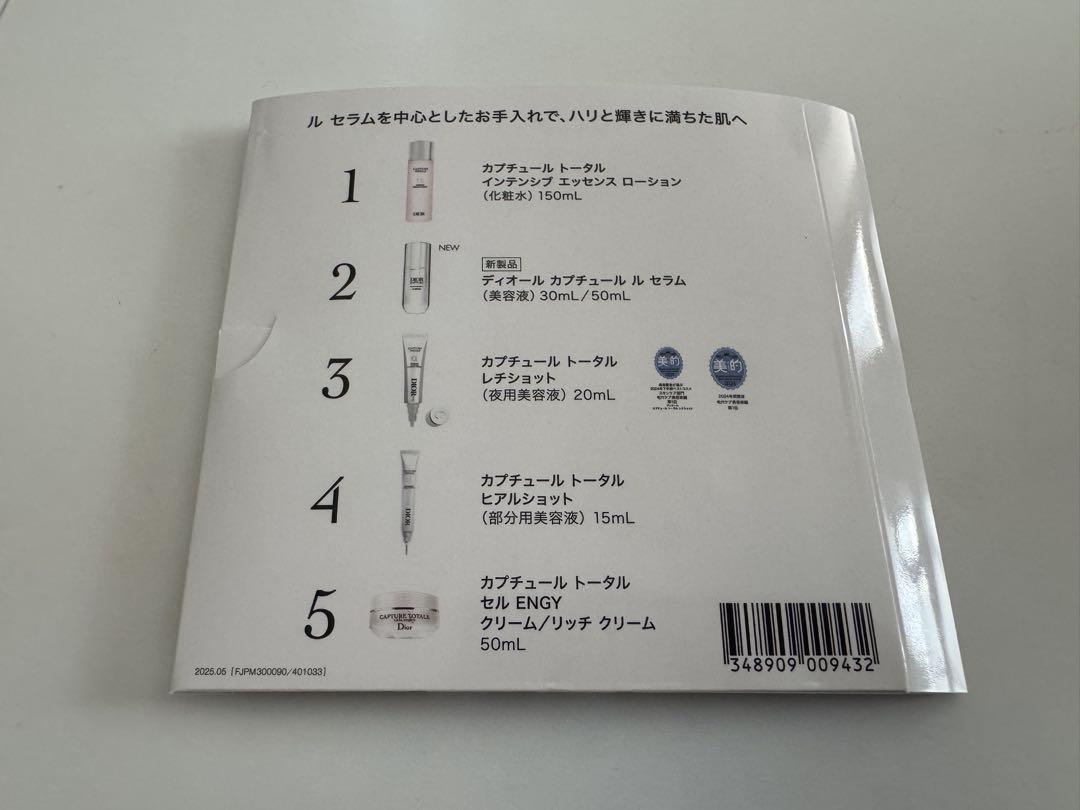 ル セラムを中心としたお手入れで、ハリと輝きに満ちた肌へ
1
カプチュール トータル
インテンシブ エッセンス ローション
（化粧水）150mL
2
NEW
新製品
ディオール カプチュール ル セラム
（美容液）30mL／50mL
3
DIOR
カプチュール トータル
レチショット
（夜用美容液）20mL
美的
美的
4
DIOR
カプチュール トータル
ヒアルショット
（部分用美容液）15mL
5
CAPTURE TOTALE
Dior
カプチュール トータル
セル ENGY
クリーム／リッチ クリーム
50mL
2025.05 [FJPM300090/401033]
348909 009432